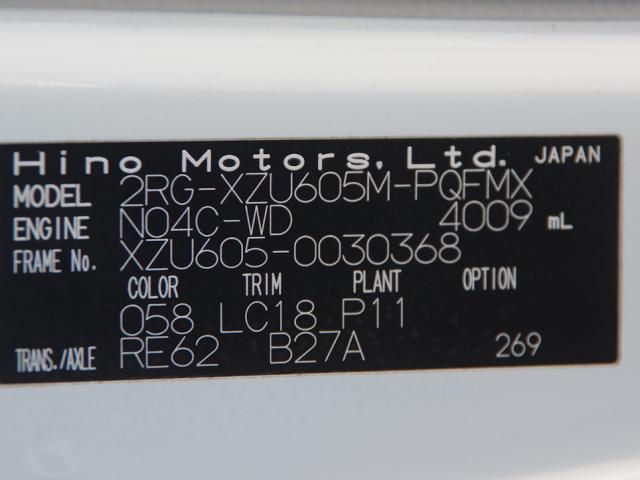 Hino Motors, Ltd. JAPAN
MODEL 2RG-XZU605M-PQFMX
ENGINE N04C-WD 4009 mL
FRAME No. XZU605-0030368
COLOR TRIM PLANT OPTION
058 LC18 P11
TRANS./AXLE RE62 B27A 269